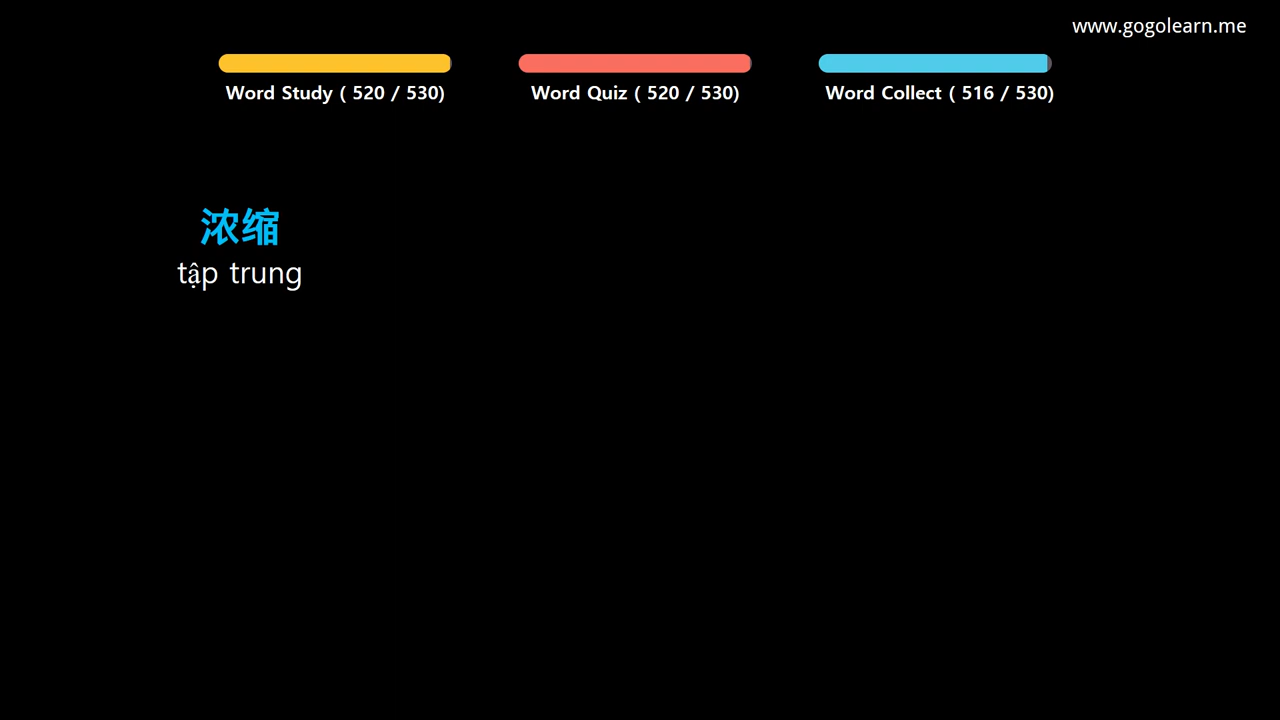 www.gogolearn.me
Word Study ( 520 / 530)
Word Quiz ( 520 / 530)
Word Collect ( 516 / 530)
浓缩
tập trung